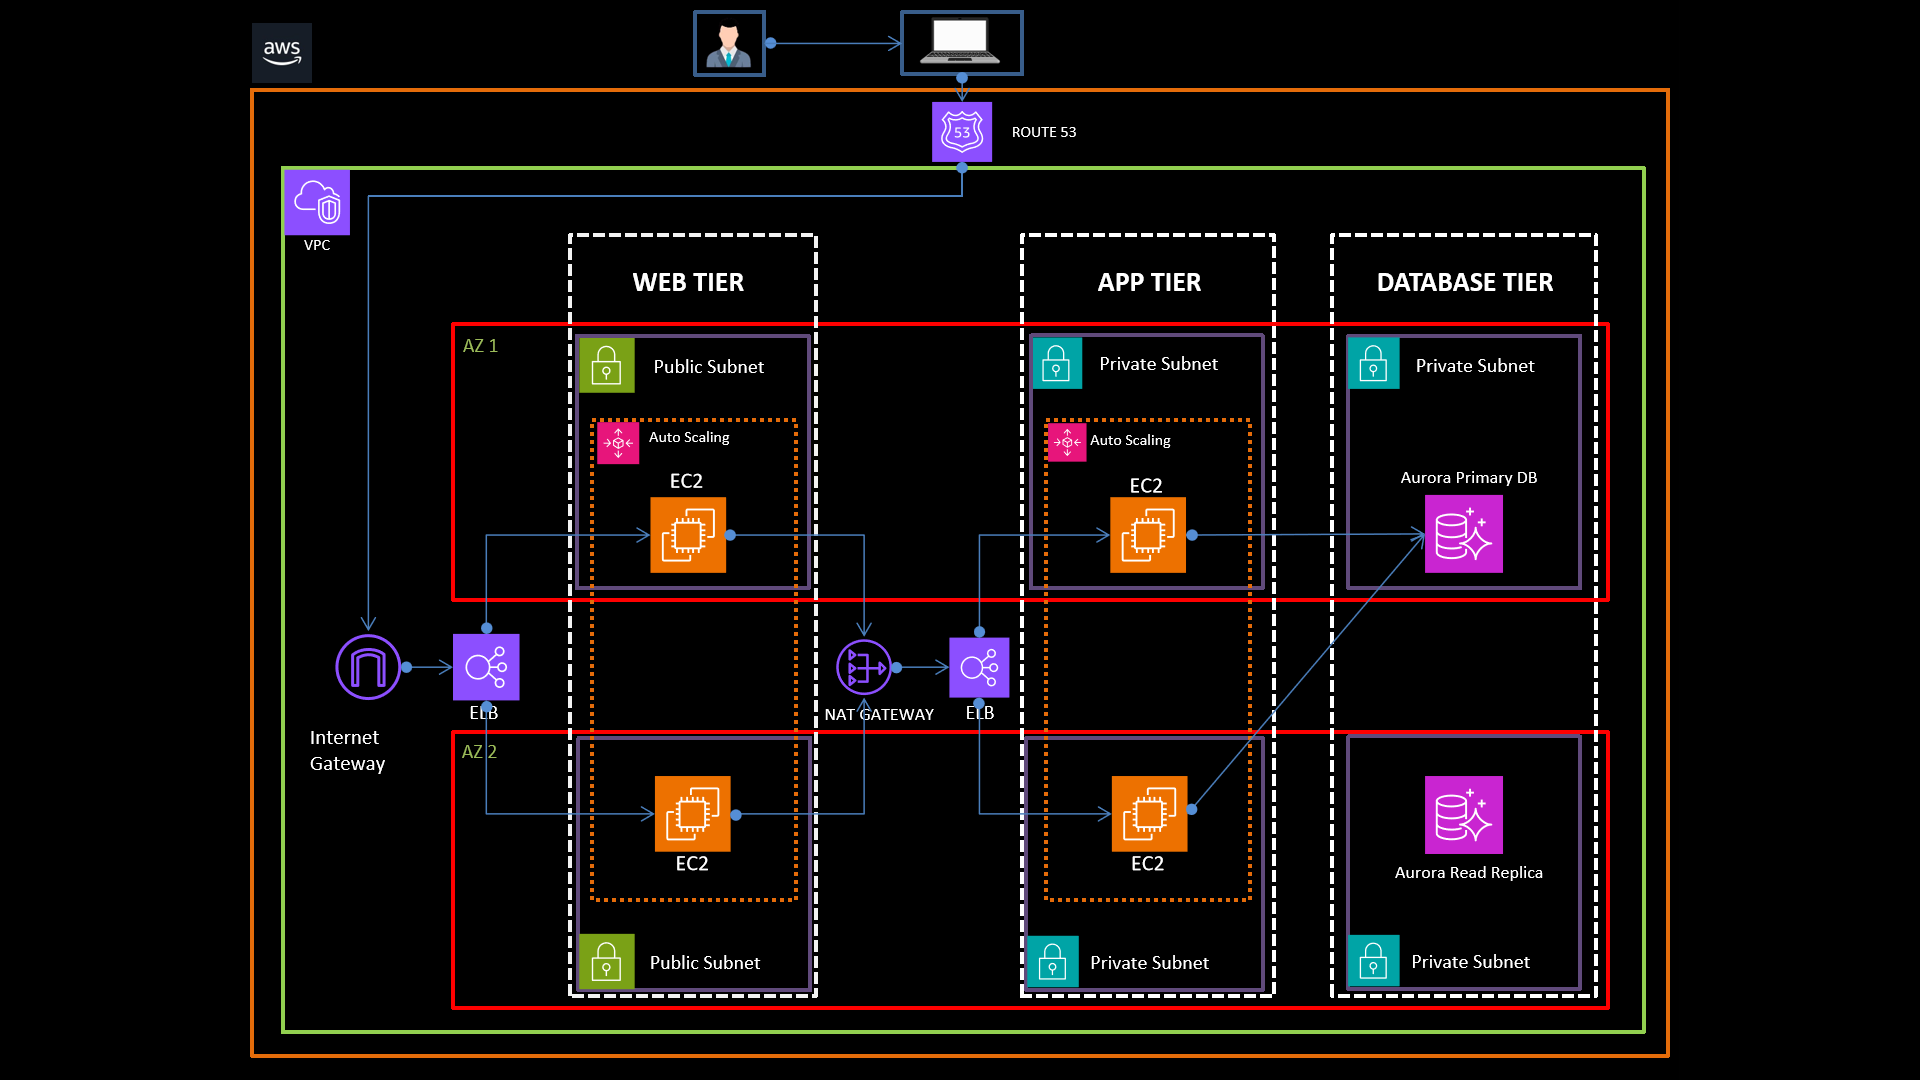 aws
53
ROUTE 53
VPC
WEB TIER
APP TIER
DATABASE TIER
AZ 1
Public Subnet
Private Subnet
Private Subnet
Auto Scaling
Auto Scaling
EC2
EC2
Aurora Primary DB
ELB
NAT GATEWAY
ELB
Internet
Gateway
AZ 2
EC2
EC2
Aurora Read Replica
Public Subnet
Private Subnet
Private Subnet